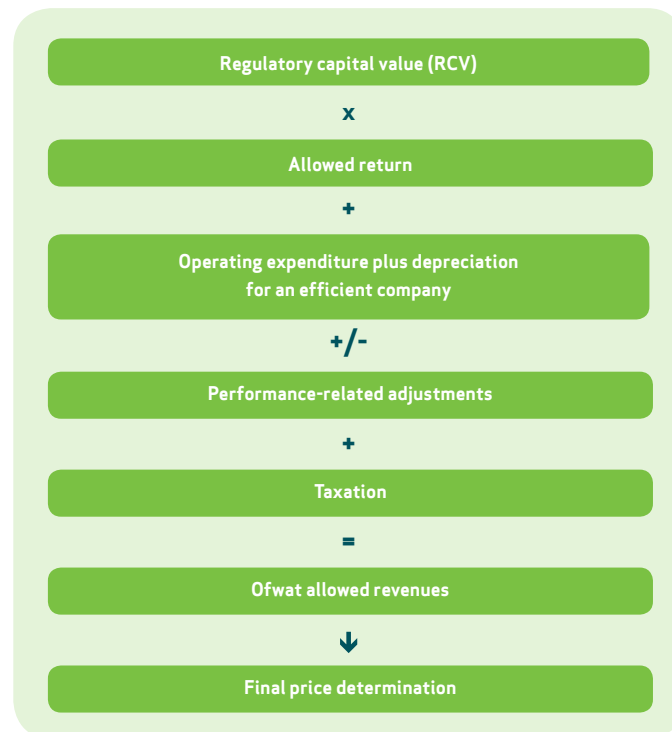 Regulatory capital value (RCV)
x
Allowed return
+
Operating expenditure plus depreciation
for an efficient company
+/-
Performance-related adjustments
+
Taxation
=
Ofwat allowed revenues
↓
Final price determination